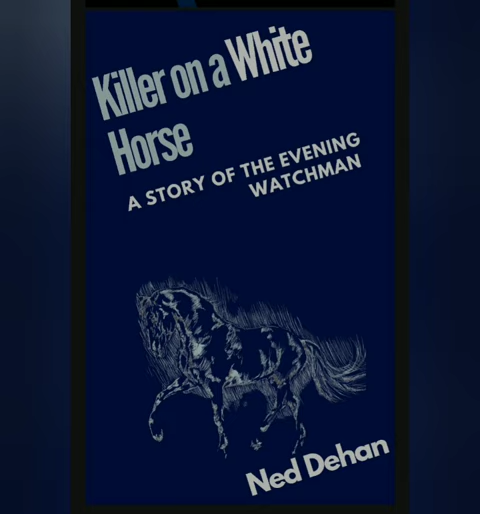 Killer on a White
Horse
A STORY OF THE EVENING
WATCHMAN
Ned Dehan